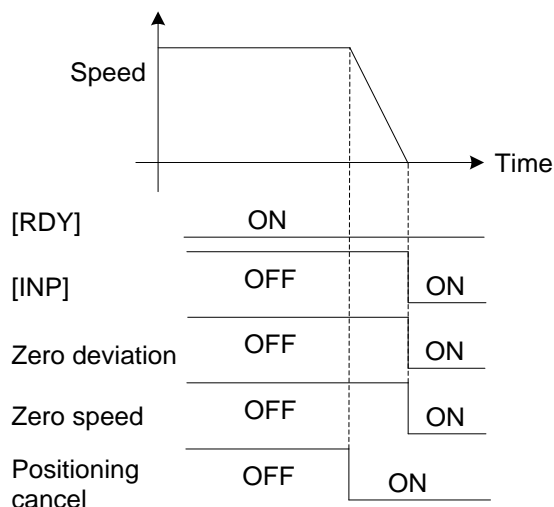 Speed
Time
[RDY] ON
[INP] OFF ON
Zero deviation OFF ON
Zero speed OFF ON
Positioning
cancel OFF ON